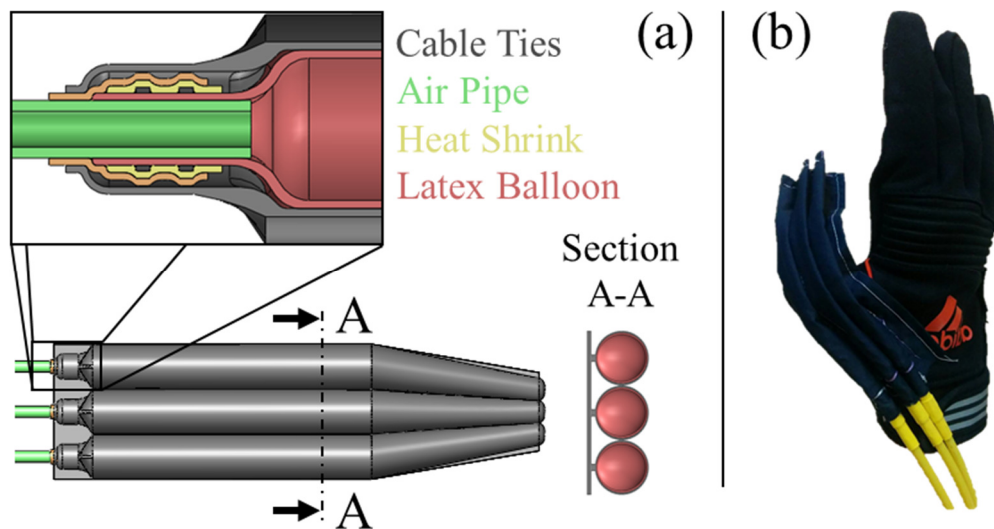 Cable Ties
Air Pipe
Heat Shrink
Latex Balloon
(a)
Section
A-A
A
A
(b)